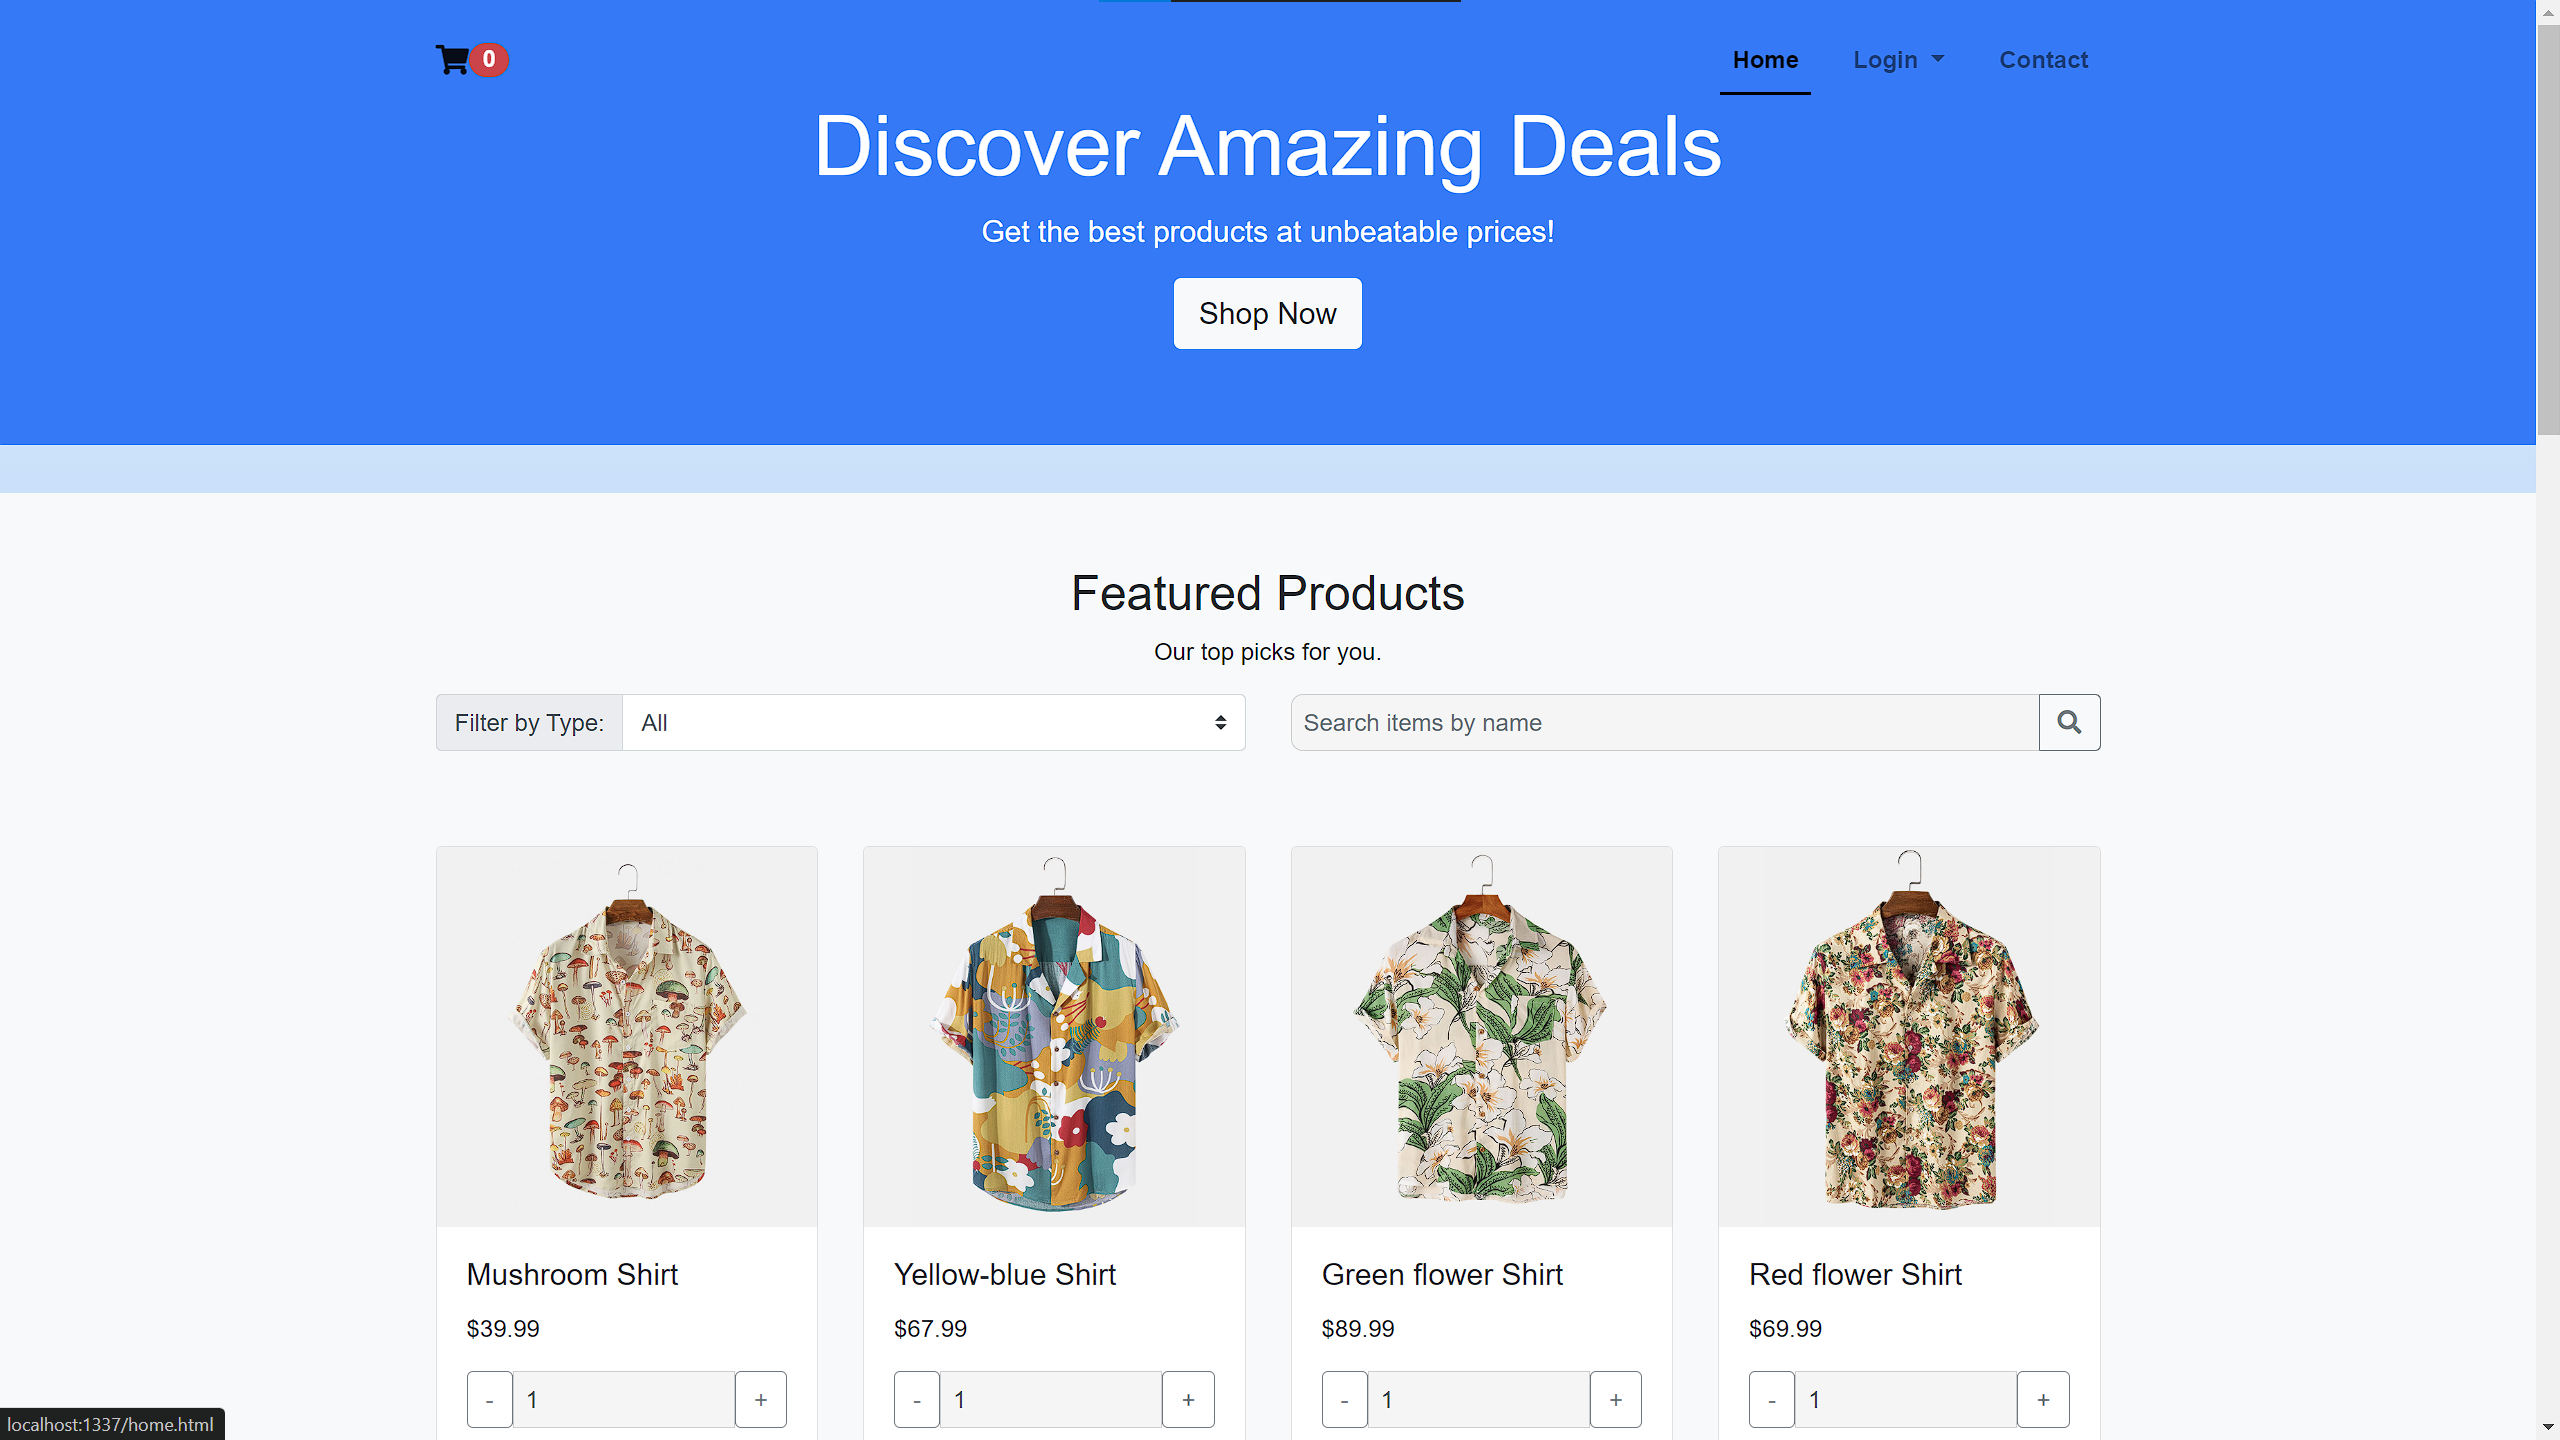 0 Home Login Contact
Discover Amazing Deals
Get the best products at unbeatable prices!
Shop Now
Featured Products
Our top picks for you.
Filter by Type: All Search items by name
Mushroom Shirt Yellow-blue Shirt Green flower Shirt Red flower Shirt
$39.99 $67.99 $89.99 $69.99
- 1 + - 1 + - 1 + - 1 +
localhost:1337/home.html